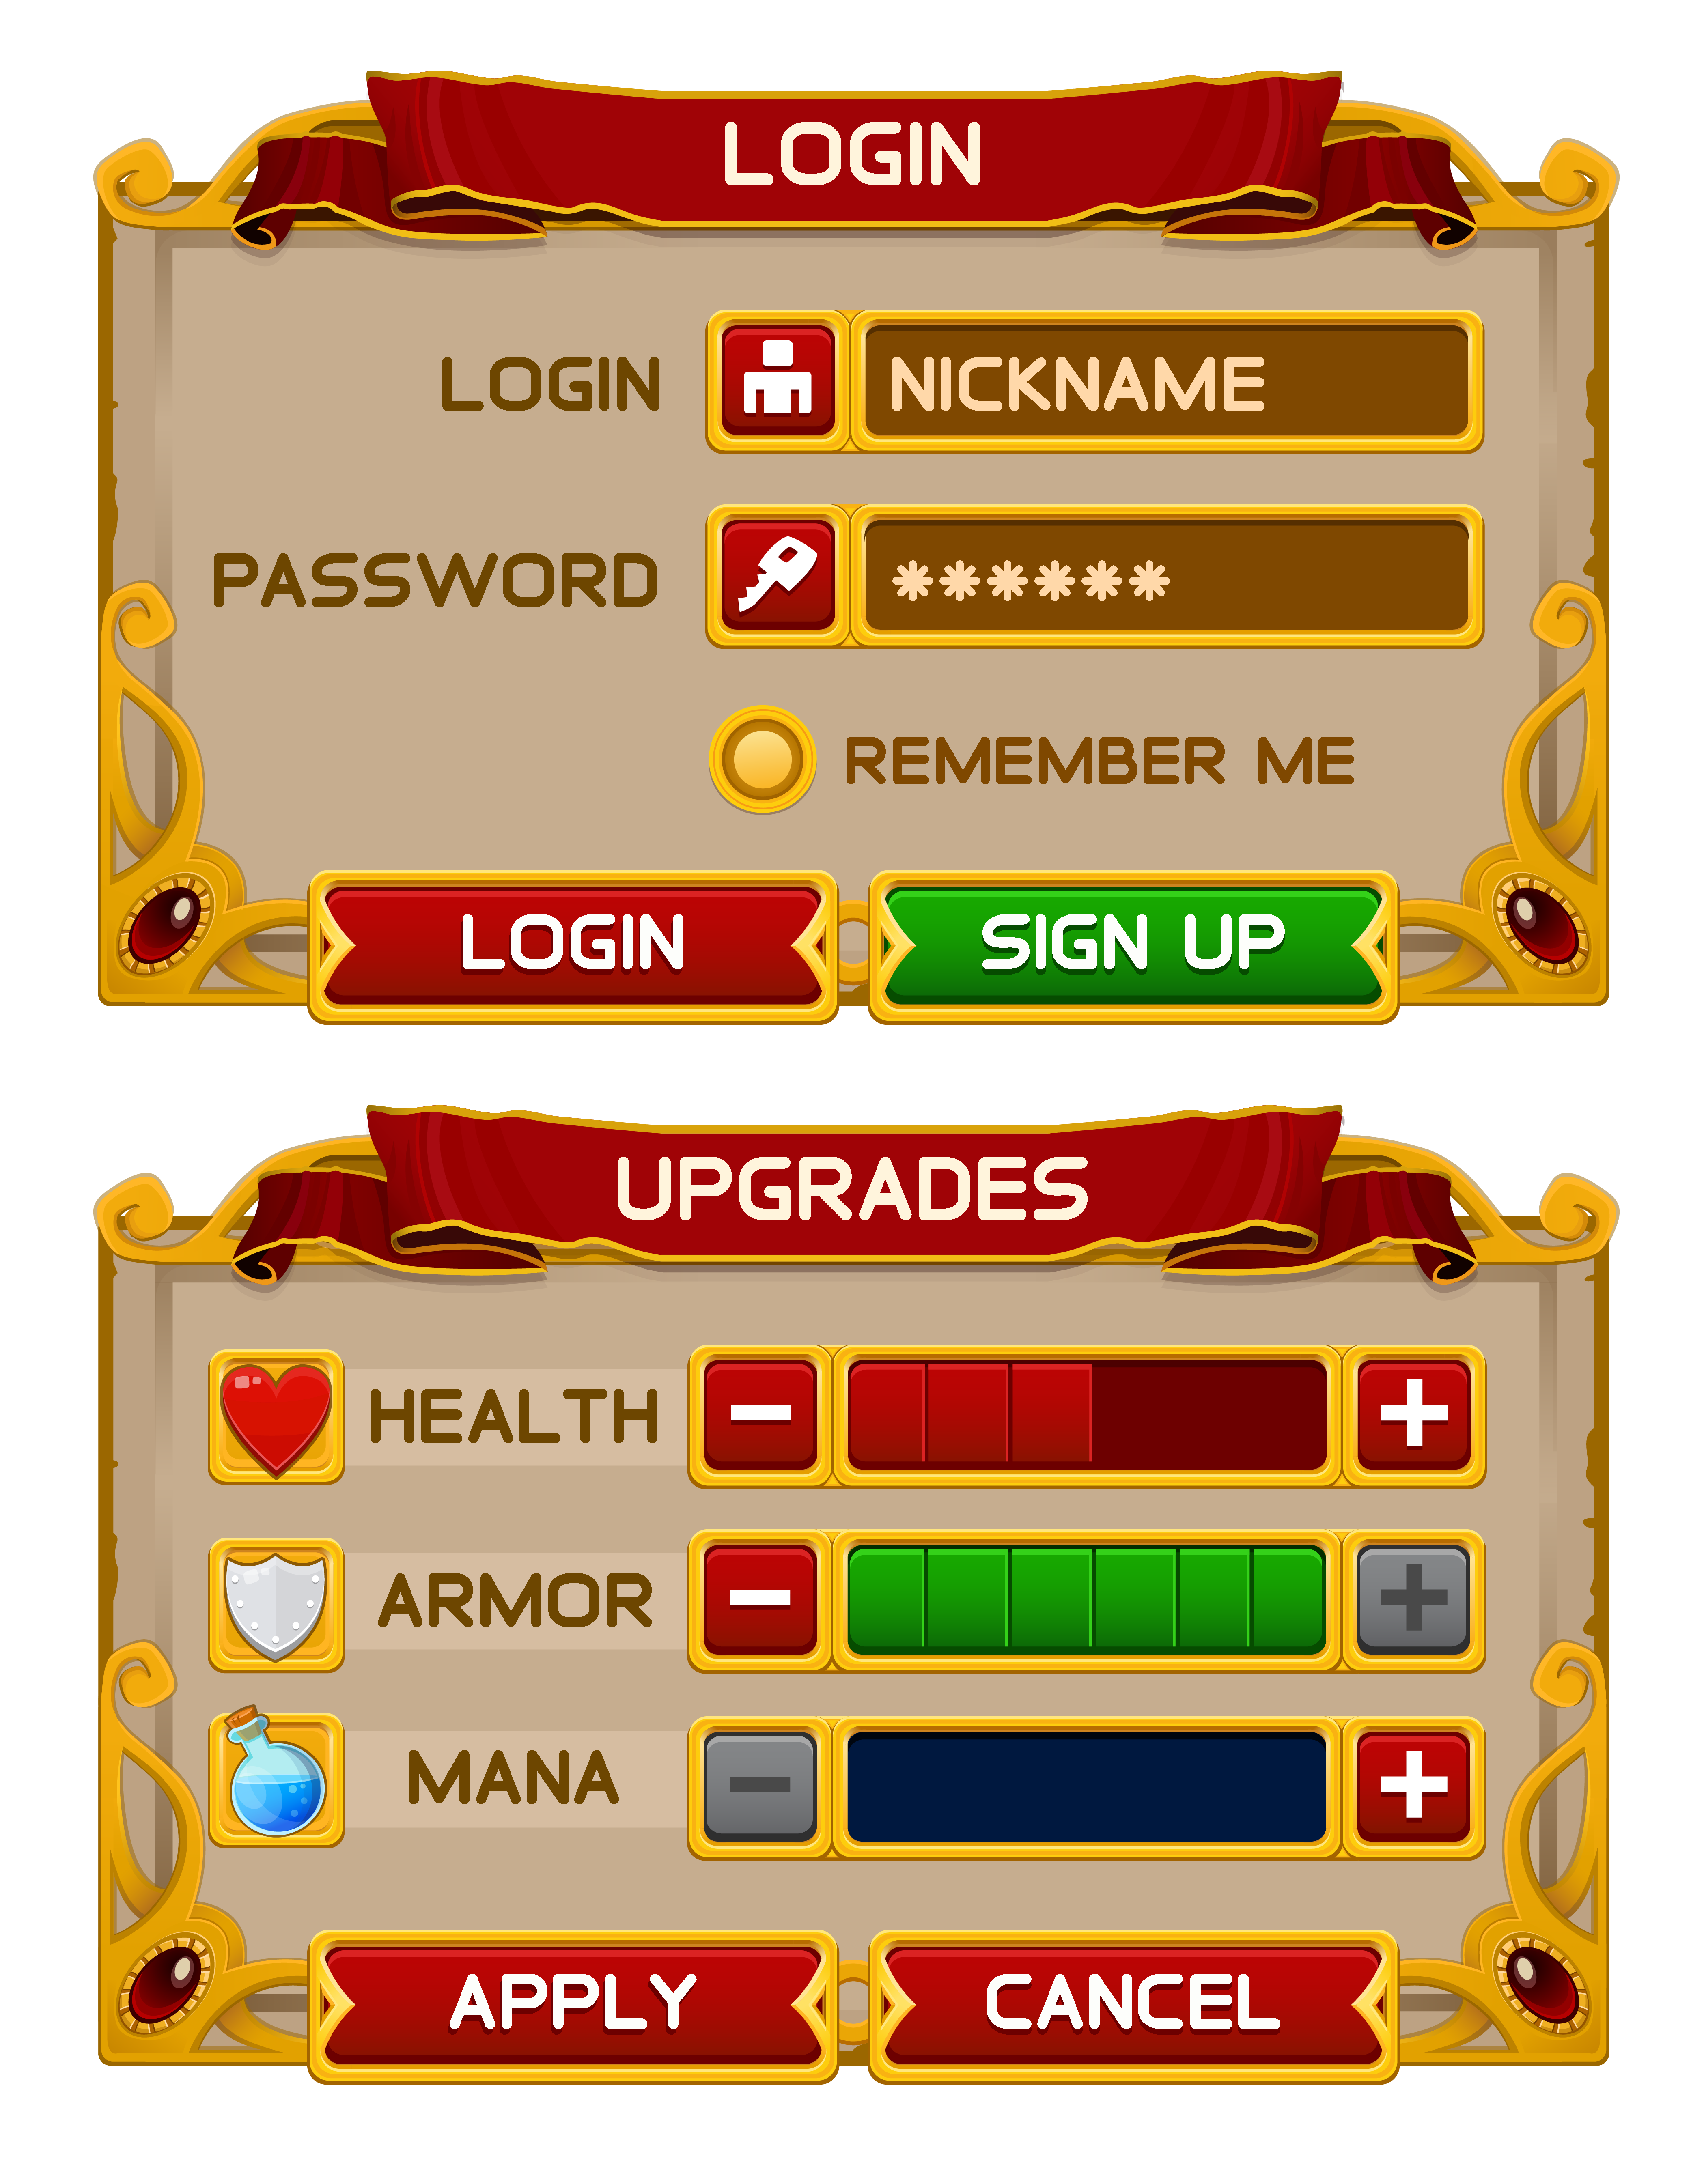 LOGIN
LOGIN NICKNAME
PASSWORD ******
REMEMBER ME
LOGIN SIGN UP
UPGRADES
HEALTH - +
ARMOR - +
MANA - +
APPLY CANCEL